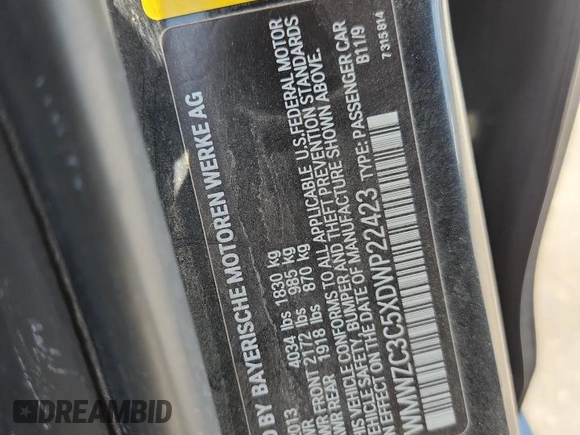 D BY BAYERISCHE MOTOREN WERKE AG
2013 4034 lbs 1830 kg
WR FRONT 2172 lbs 985 kg
WR REAR 1918 lbs 870 kg
THIS VEHICLE CONFORMS TO ALL APPLICABLE U.S. FEDERAL MOTOR
VEHICLE SAFETY, BUMPER AND THEFT PREVENTION STANDARDS
IN EFFECT ON DATE OF MANUFACTURE SHOWN ABOVE.
WMWZC3C5XDWP22423 TYPE: PASSENGER CAR
B11/9
7315814
DREAMBID